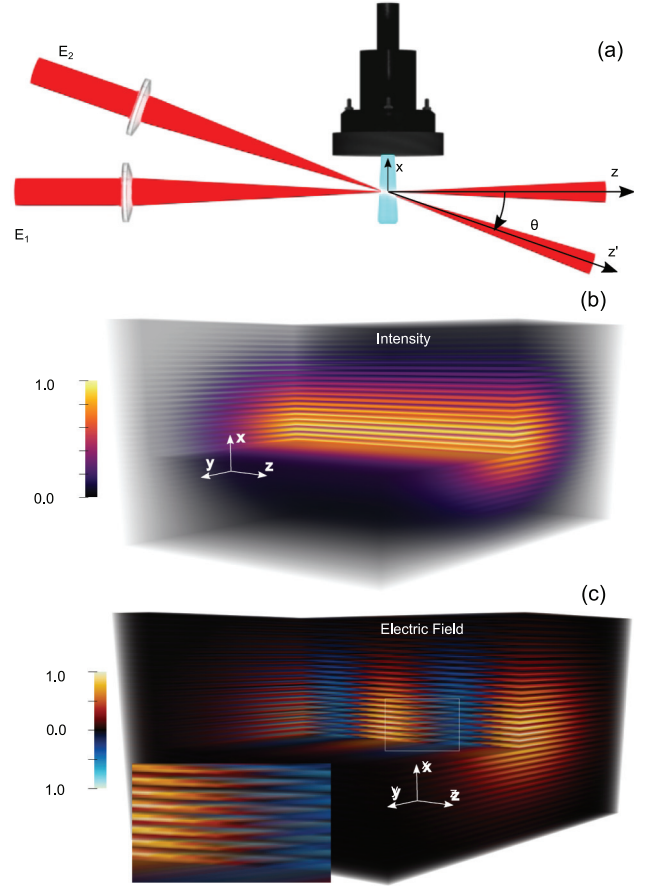 E2
(a)
x
z
E1
θ
z'
(b)
Intensity
1.0
x
y
z
0.0
(c)
Electric Field
1.0
0.0
x
y
z
1.0